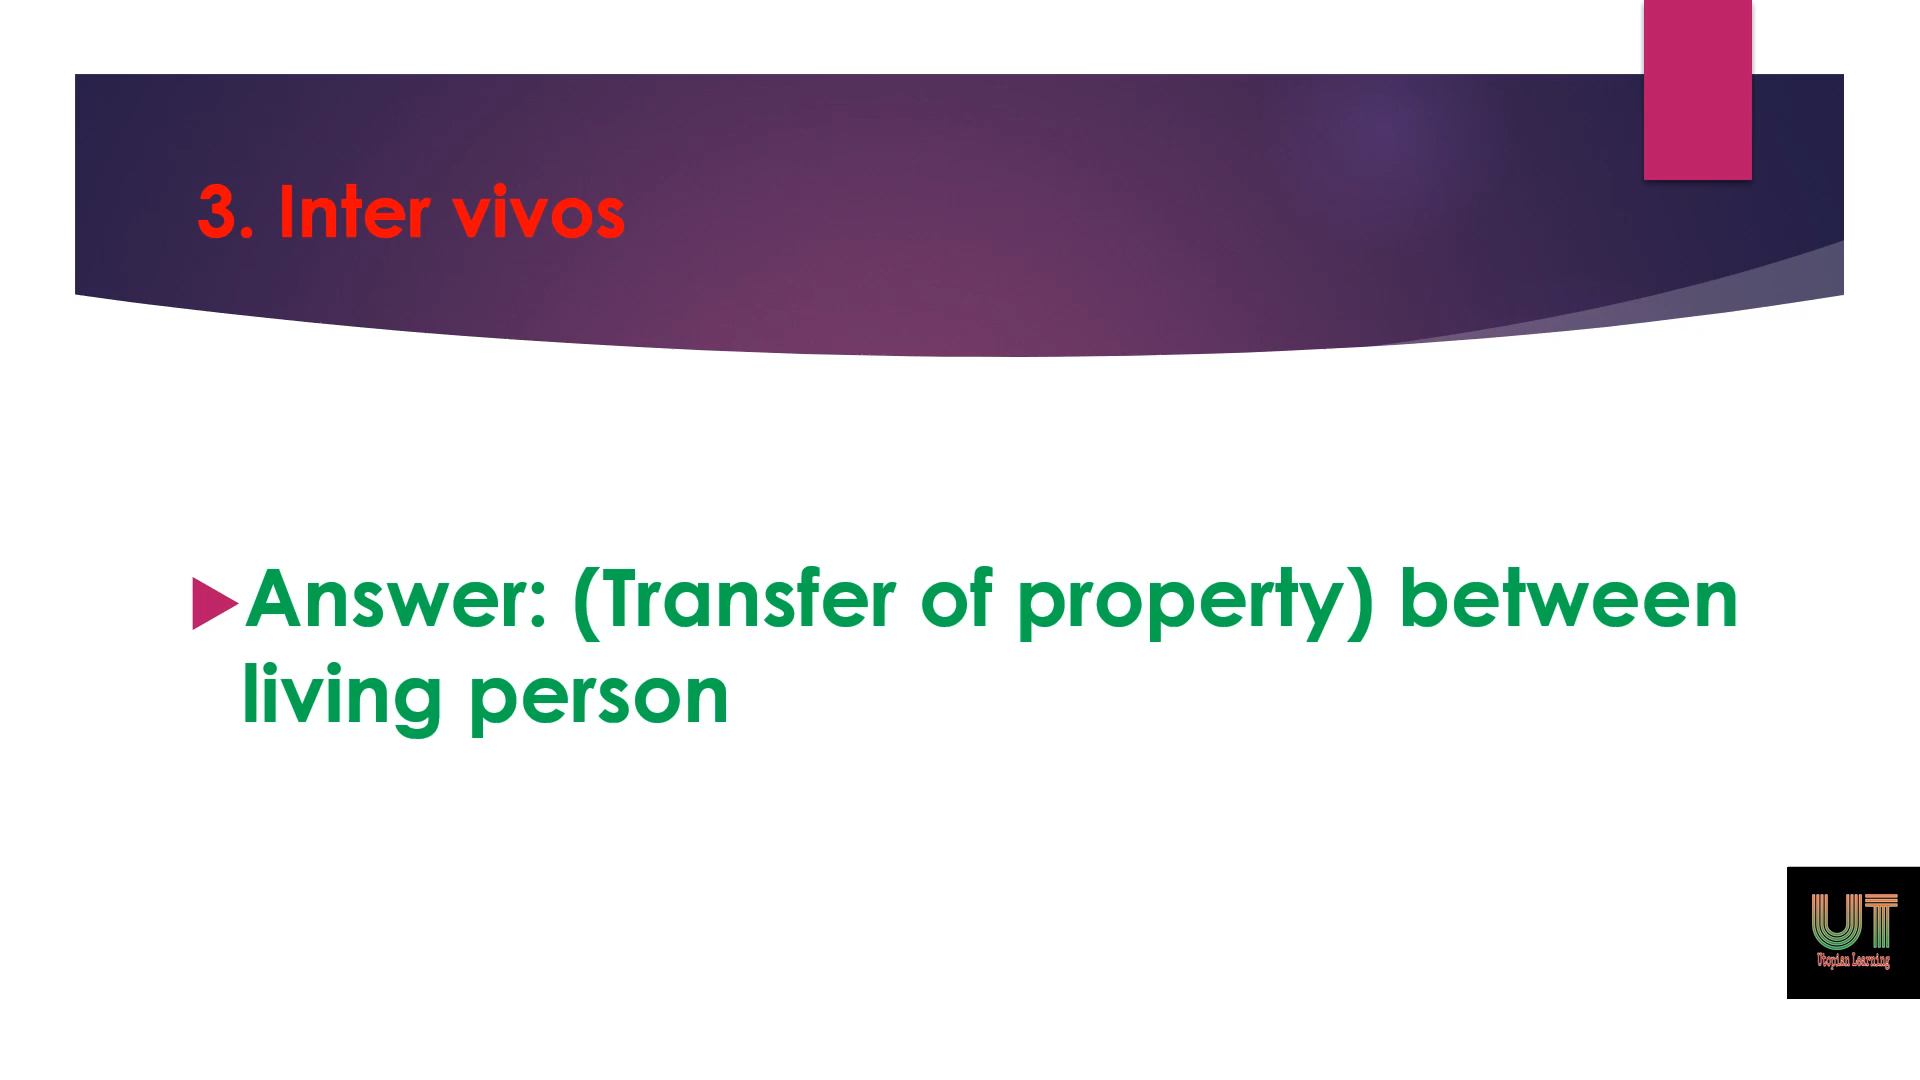 3. Inter vivos
Answer: (Transfer of property) between
living person
UT
Utopian Learning